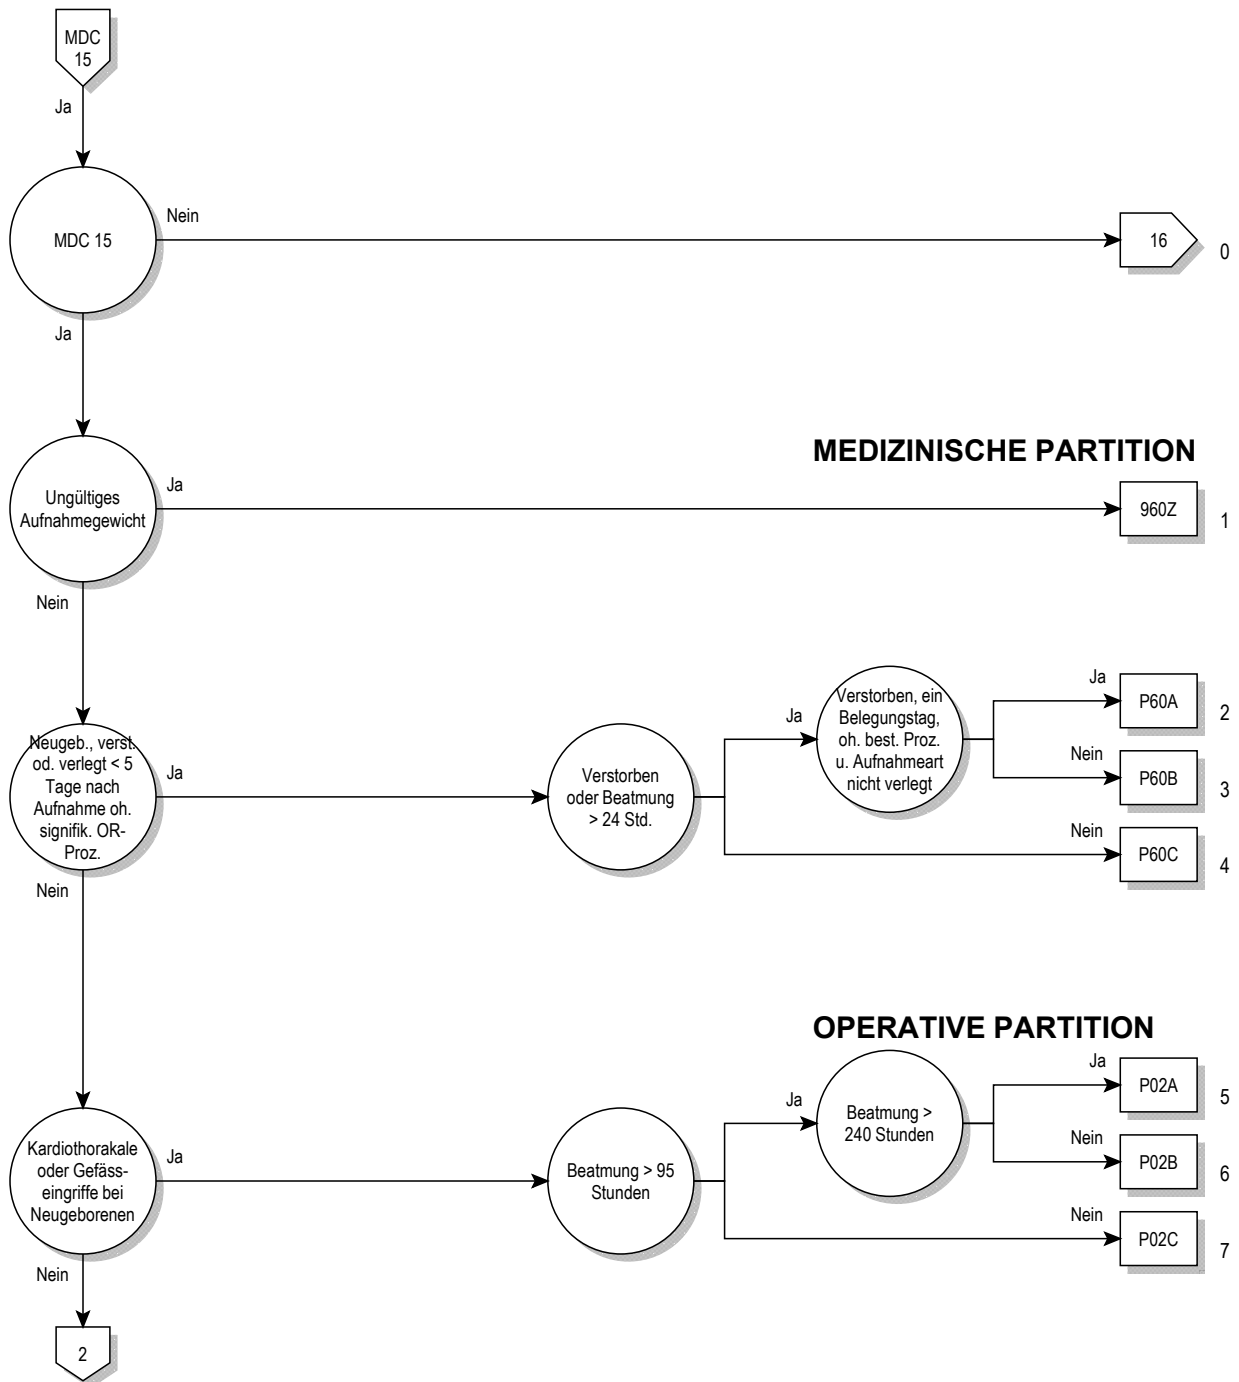 MDC
15
Ja
MDC 15
Nein
16
0
Ja
MEDIZINISCHE PARTITION
Ungültiges
Aufnahmegewicht
Ja
960Z
1
Nein
Neugeb., verst.
od. verlegt < 5
Tage nach
Aufnahme oh.
signifik. OR-
Proz.
Ja
Verstorben
oder Beatmung
> 24 Std.
Ja
Verstorben, ein
Belegungstag,
oh. best. Proz.
u. Aufnahmeart
nicht verlegt
Ja
P60A
2
Nein
P60B
3
Nein
P60C
4
Nein
OPERATIVE PARTITION
Kardiothorakale
oder Gefäss-
eingriffe bei
Neugeborenen
Ja
Beatmung > 95
Stunden
Ja
Beatmung >
240 Stunden
Ja
P02A
5
Nein
P02B
6
Nein
P02C
7
Nein
2